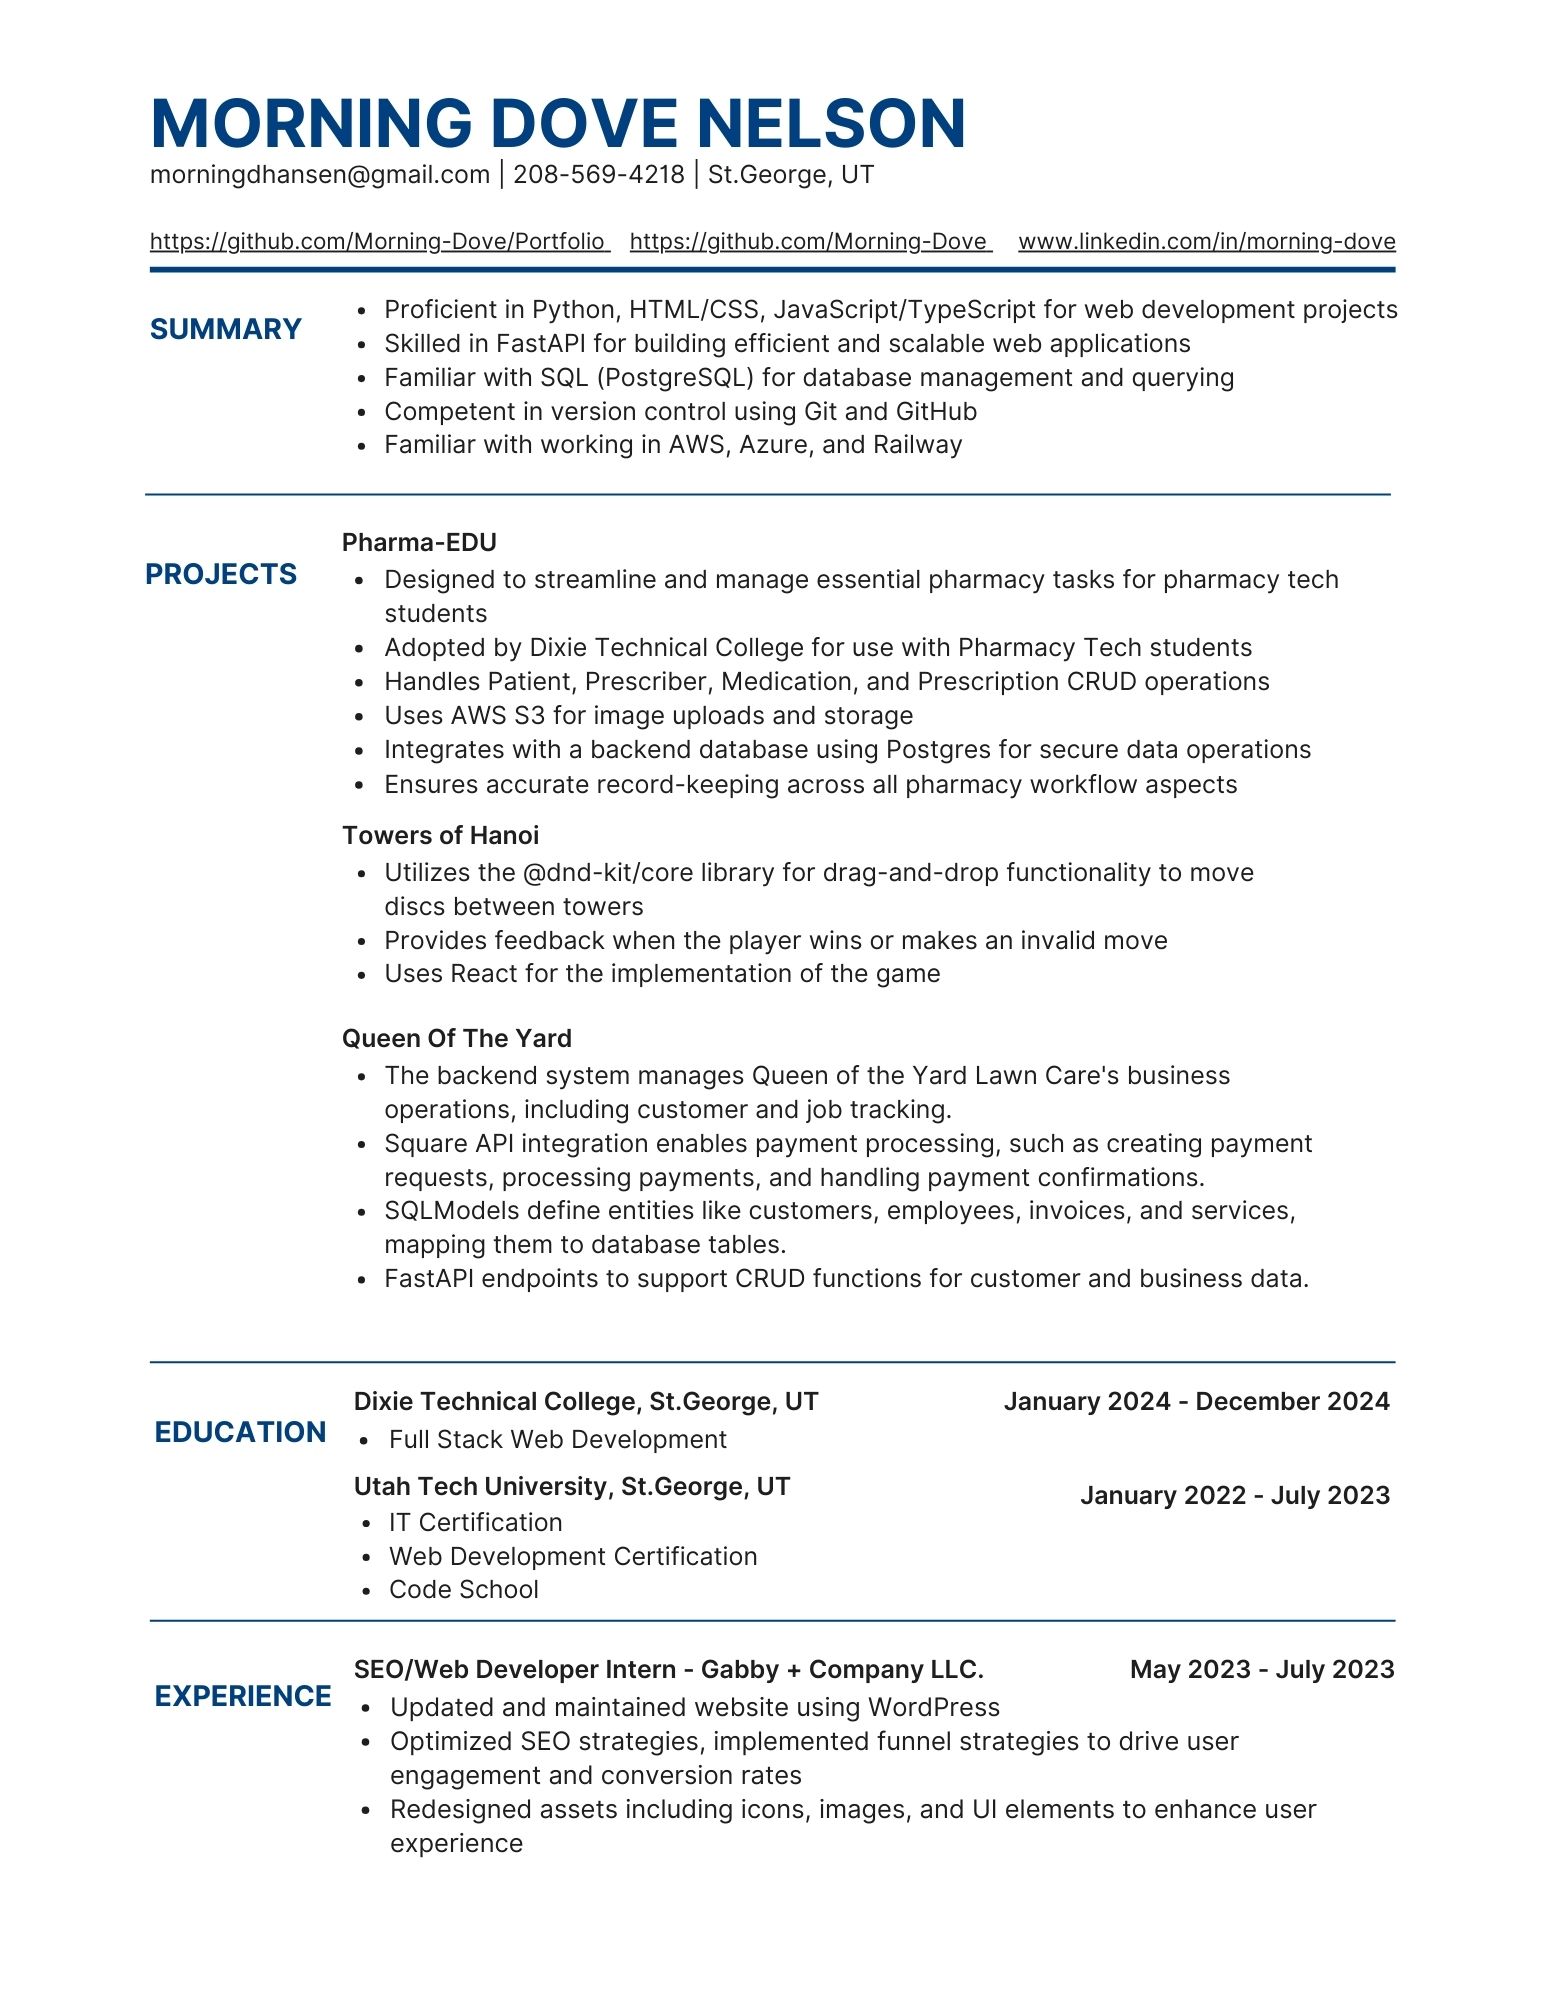 MORNING DOVE NELSON
morningdhansen@gmail.com | 208-569-4218 | St.George, UT
https://github.com/Morning-Dove/Portfolio https://github.com/Morning-Dove www.linkedin.com/in/morning-dove
SUMMARY
• Proficient in Python, HTML/CSS, JavaScript/TypeScript for web development projects
• Skilled in FastAPI for building efficient and scalable web applications
• Familiar with SQL (PostgreSQL) for database management and querying
• Competent in version control using Git and GitHub
• Familiar with working in AWS, Azure, and Railway
PROJECTS
Pharma-EDU
• Designed to streamline and manage essential pharmacy tasks for pharmacy tech
students
• Adopted by Dixie Technical College for use with Pharmacy Tech students
• Handles Patient, Prescriber, Medication, and Prescription CRUD operations
• Uses AWS S3 for image uploads and storage
• Integrates with a backend database using Postgres for secure data operations
• Ensures accurate record-keeping across all pharmacy workflow aspects
Towers of Hanoi
• Utilizes the @dnd-kit/core library for drag-and-drop functionality to move
discs between towers
• Provides feedback when the player wins or makes an invalid move
• Uses React for the implementation of the game
Queen Of The Yard
• The backend system manages Queen of the Yard Lawn Care's business
operations, including customer and job tracking.
• Square API integration enables payment processing, such as creating payment
requests, processing payments, and handling payment confirmations.
• SQLModels define entities like customers, employees, invoices, and services,
mapping them to database tables.
• FastAPI endpoints to support CRUD functions for customer and business data.
EDUCATION
Dixie Technical College, St.George, UT January 2024 - December 2024
• Full Stack Web Development
Utah Tech University, St.George, UT January 2022 - July 2023
• IT Certification
• Web Development Certification
• Code School
EXPERIENCE
SEO/Web Developer Intern - Gabby + Company LLC. May 2023 - July 2023
• Updated and maintained website using WordPress
• Optimized SEO strategies, implemented funnel strategies to drive user
engagement and conversion rates
• Redesigned assets including icons, images, and UI elements to enhance user
experience